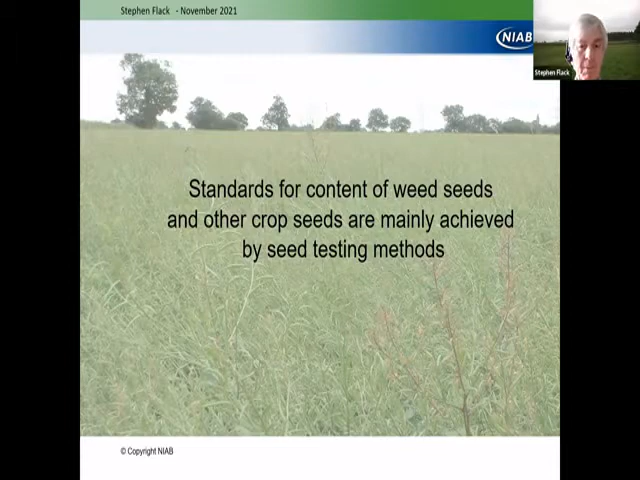 Stephen Flack - November 2021
NIAB
Stephen Flack
Standards for content of weed seeds
and other crop seeds are mainly achieved
by seed testing methods
© Copyright NIAB